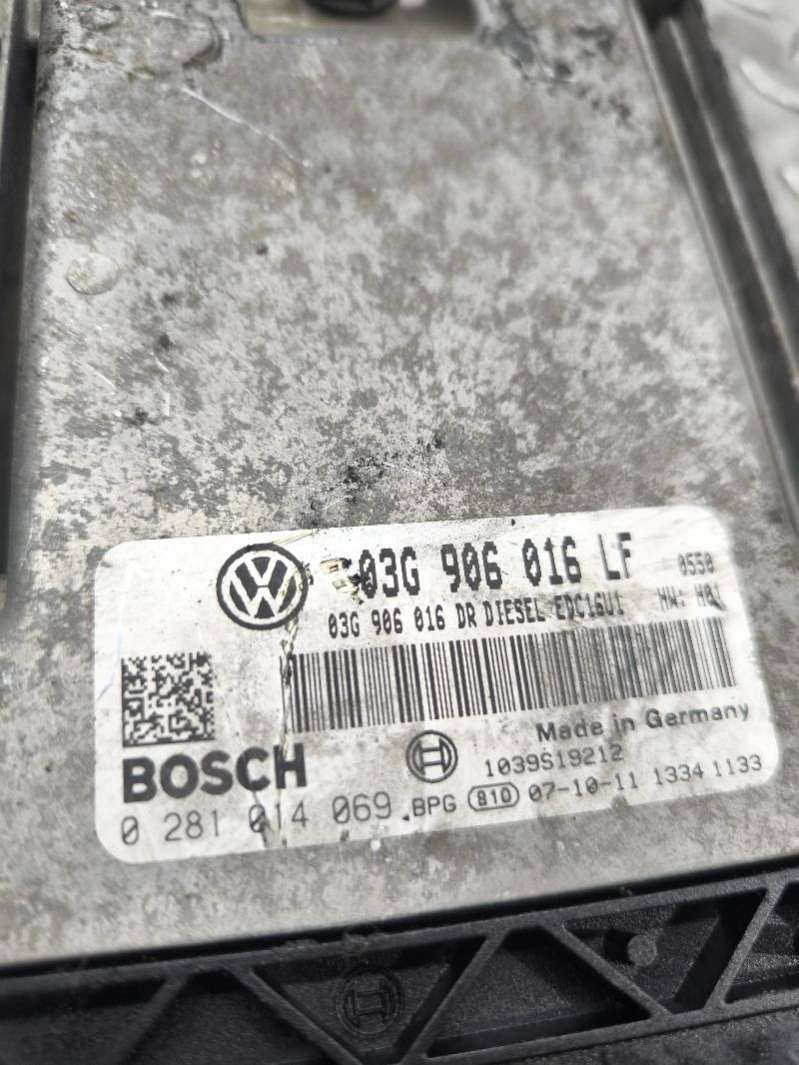 03G 906 016 LF 0550
03G 906 016 DR DIESEL EDC16U1 HW: H01
Made in Germany
BOSCH
1039S19212
0 281 014 069 BPG 810 07-10-11 1334 1133